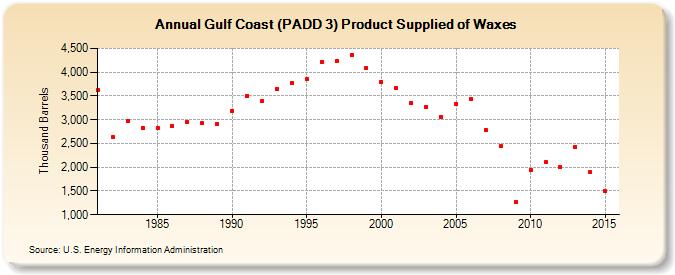 Annual Gulf Coast (PADD 3) Product Supplied of Waxes
Thousand Barrels
4,500
4,000
3,500
3,000
2,500
2,000
1,500
1,000
1985 1990 1995 2000 2005 2010 2015
Source: U.S. Energy Information Administration